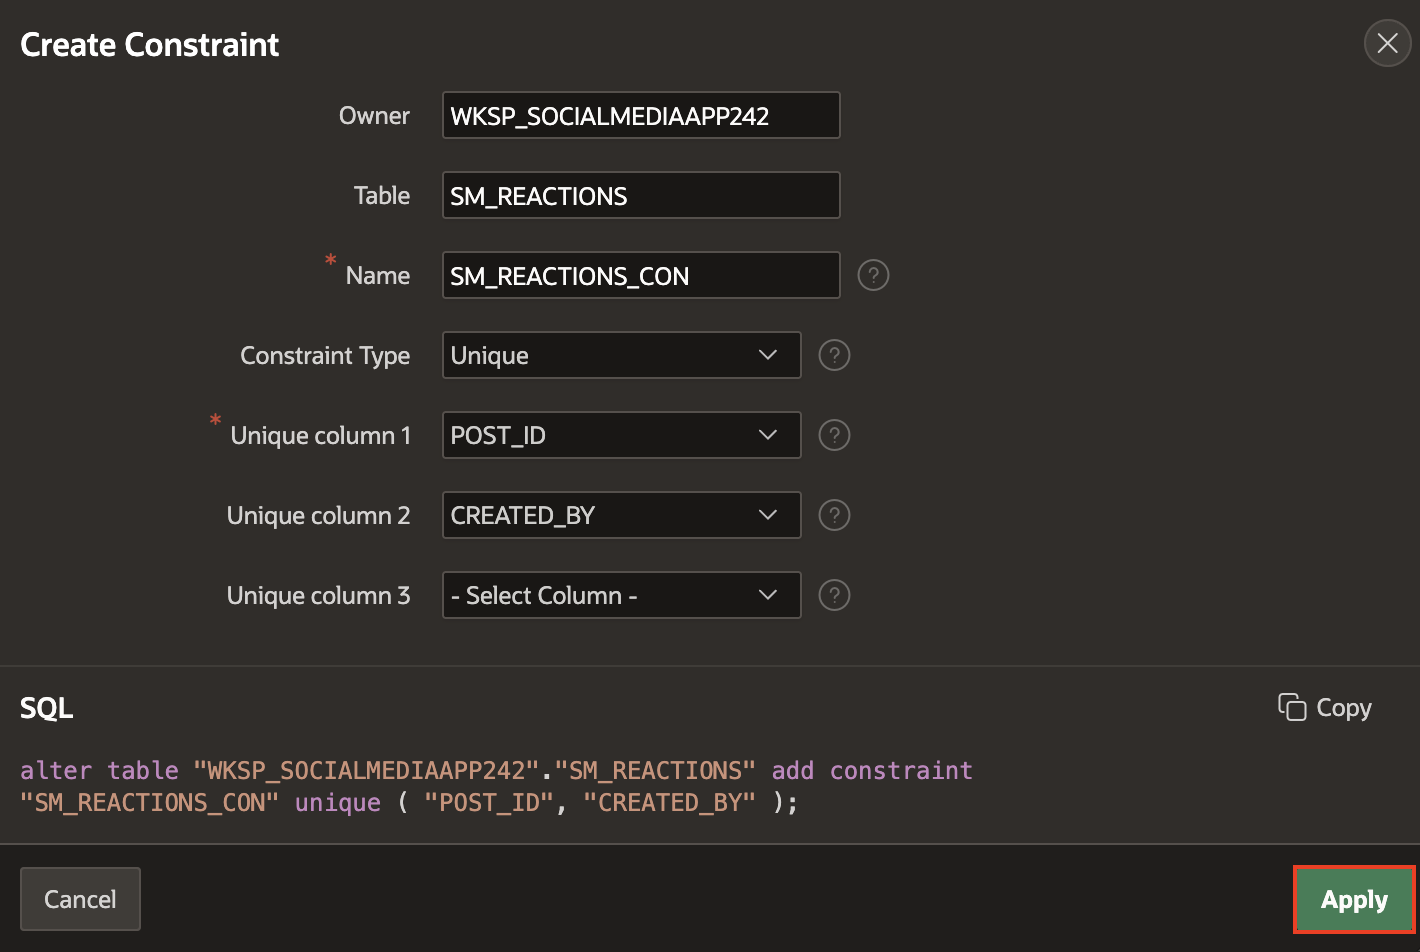 Create Constraint
Owner WKSP_SOCIALMEDIAAPP242
Table SM_REACTIONS
* Name SM_REACTIONS_CON ?
Constraint Type Unique ?
* Unique column 1 POST_ID ?
Unique column 2 CREATED_BY ?
Unique column 3 - Select Column - ?
SQL Copy
alter table "WKSP_SOCIALMEDIAAPP242"."SM_REACTIONS" add constraint
"SM_REACTIONS_CON" unique ( "POST_ID", "CREATED_BY" );
Cancel Apply